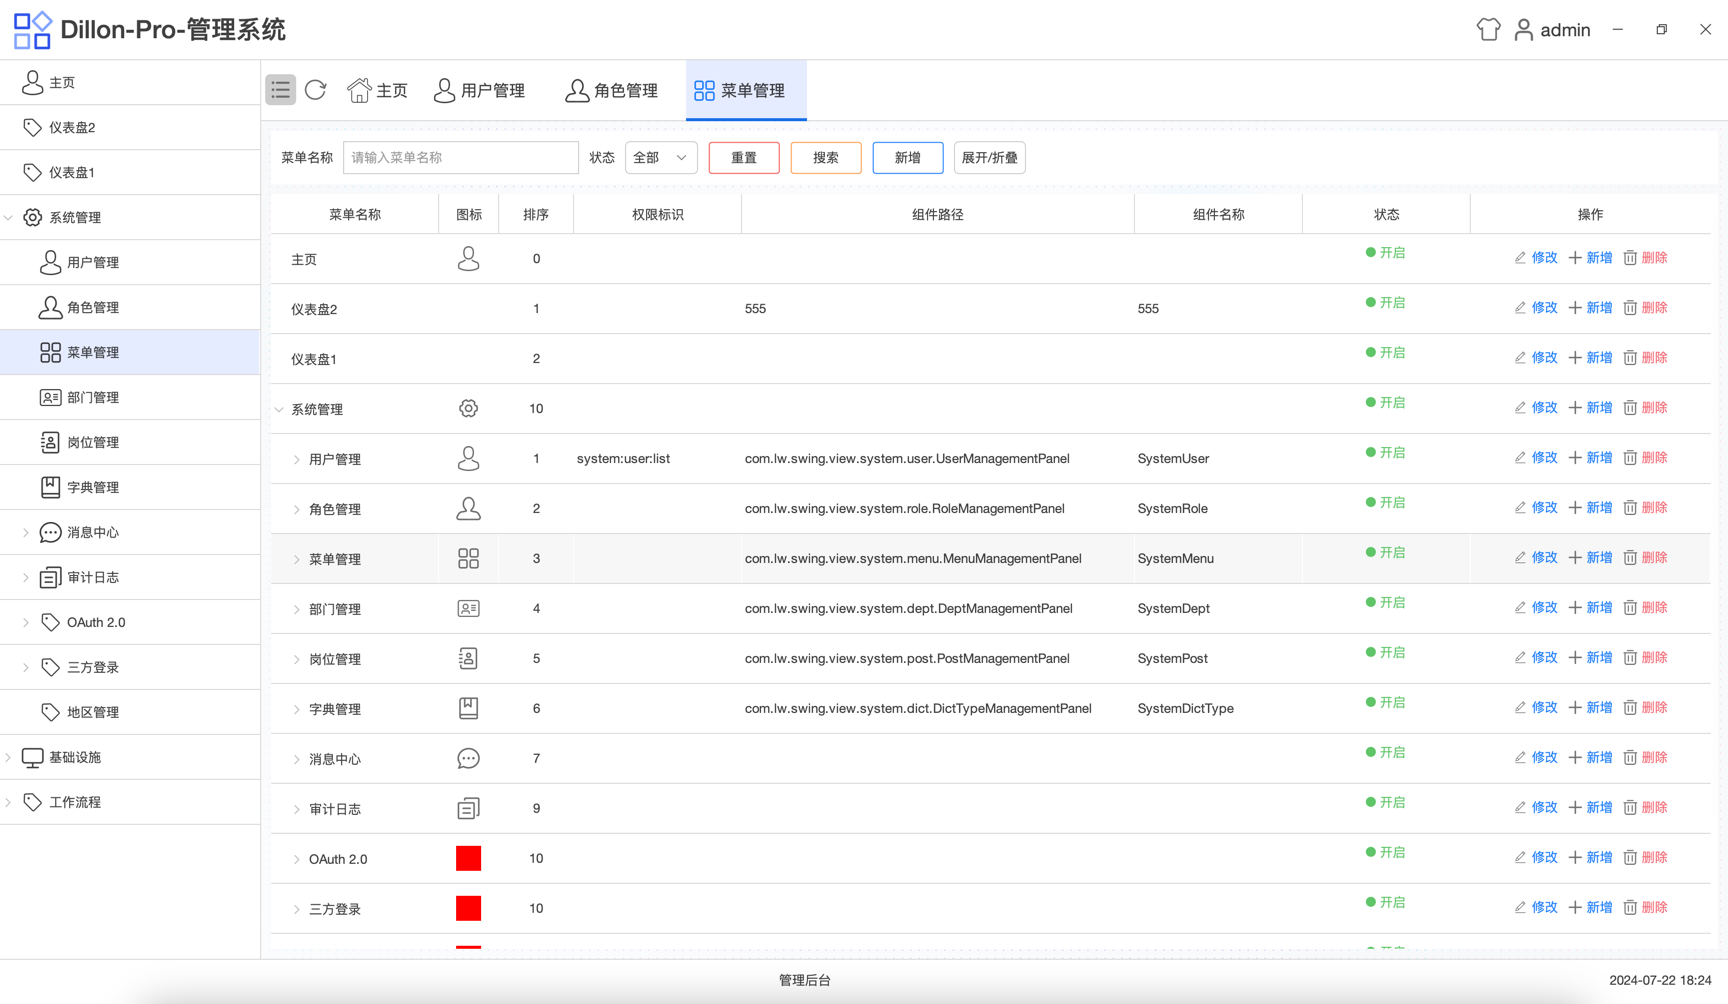 Dillon-Pro-管理系统
admin
主页
仪表盘2
仪表盘1
系统管理
用户管理
角色管理
菜单管理
部门管理
岗位管理
字典管理
消息中心
审计日志
OAuth 2.0
三方登录
地区管理
基础设施
工作流程
主页 用户管理 角色管理 菜单管理
菜单名称 请输入菜单名称 状态 全部 重置 搜索 新增 展开/折叠
菜单名称 图标 排序 权限标识 组件路径 组件名称 状态 操作
主页 0 开启 修改 新增 删除
仪表盘2 1 555 555 开启 修改 新增 删除
仪表盘1 2 开启 修改 新增 删除
系统管理 10 开启 修改 新增 删除
用户管理 1 system:user:list com.lw.swing.view.system.user.UserManagementPanel SystemUser 开启 修改 新增 删除
角色管理 2 com.lw.swing.view.system.role.RoleManagementPanel SystemRole 开启 修改 新增 删除
菜单管理 3 com.lw.swing.view.system.menu.MenuManagementPanel SystemMenu 开启 修改 新增 删除
部门管理 4 com.lw.swing.view.system.dept.DeptManagementPanel SystemDept 开启 修改 新增 删除
岗位管理 5 com.lw.swing.view.system.post.PostManagementPanel SystemPost 开启 修改 新增 删除
字典管理 6 com.lw.swing.view.system.dict.DictTypeManagementPanel SystemDictType 开启 修改 新增 删除
消息中心 7 开启 修改 新增 删除
审计日志 9 开启 修改 新增 删除
OAuth 2.0 10 开启 修改 新增 删除
三方登录 10 开启 修改 新增 删除
管理后台
2024-07-22 18:24